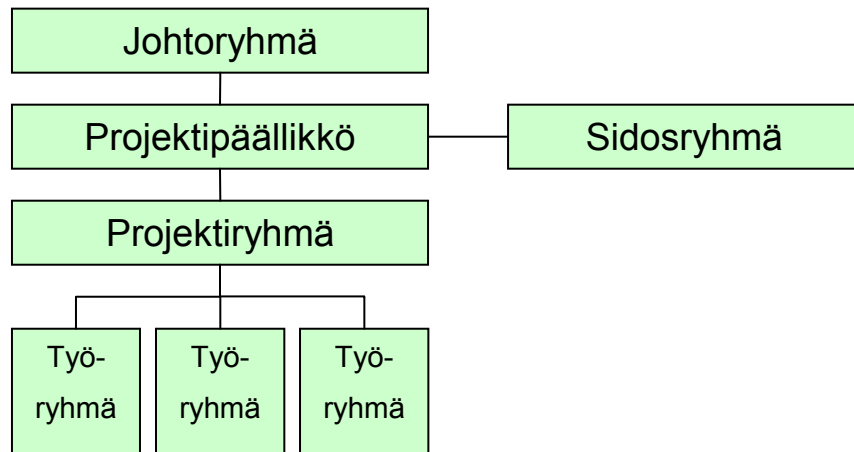 Johtoryhmä
Projektipäällikkö
Sidosryhmä
Projektiryhmä
Työ-
ryhmä
Työ-
ryhmä
Työ-
ryhmä